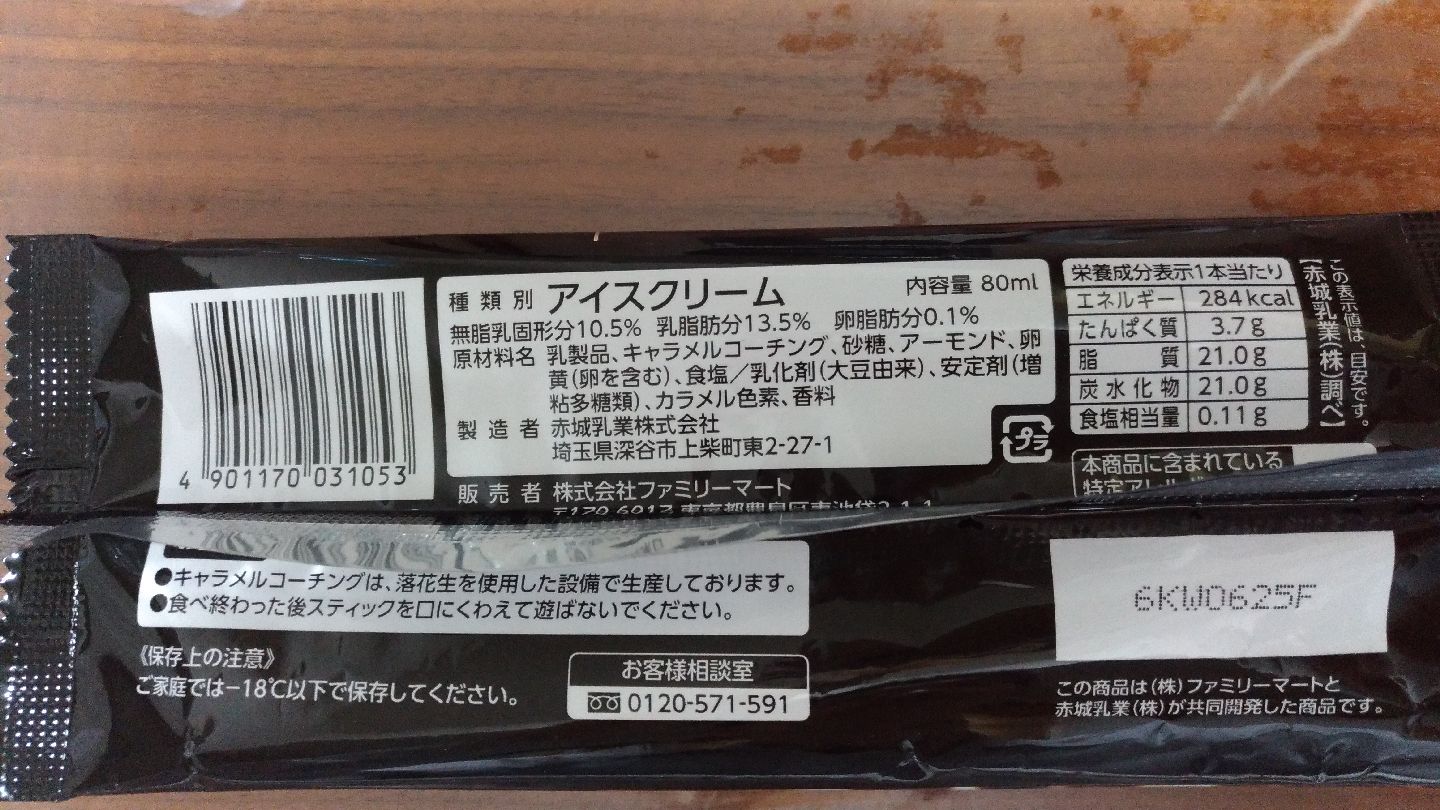 種類別 アイスクリーム 内容量 80ml
無脂乳固形分10.5% 乳脂肪分13.5% 卵脂肪分0.1%
原材料名 乳製品、キャラメルコーチング、砂糖、アーモンド、卵
黄(卵を含む)、食塩/乳化剤(大豆由来)、安定剤(増
粘多糖類)、カラメル色素、香料
製造者 赤城乳業株式会社
埼玉県深谷市上柴町東2-27-1
プラ
販売者 株式会社ファミリーマート
4 901170 031053
栄養成分表示1本当たり
エネルギー 284kcal
たんぱく質 3.7g
脂質 21.0g
炭水化物 21.0g
食塩相当量 0.11g
この表示値は、目安です。
【赤城乳業(株)調べ】
本商品に含まれている
特定アレル
●キャラメルコーチングは、落花生を使用した設備で生産しております。
●食べ終わった後スティックを口にくわえて遊ばないでください。
《保存上の注意》
ご家庭では-18℃以下で保存してください。
お客様相談室
0120-571-591
6KW0625F
この商品は(株)ファミリーマートと
赤城乳業(株)が共同開発した商品です。